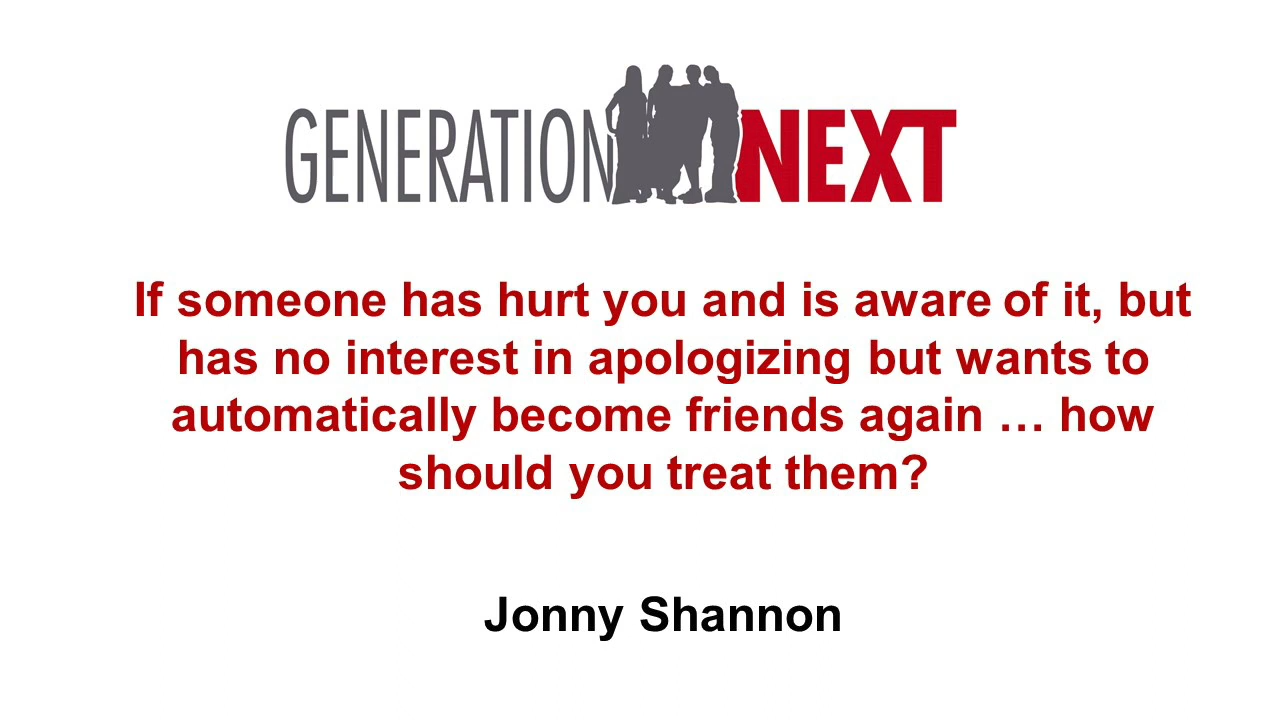 GENERATION NEXT
If someone has hurt you and is aware of it, but
has no interest in apologizing but wants to
automatically become friends again … how
should you treat them?
Jonny Shannon